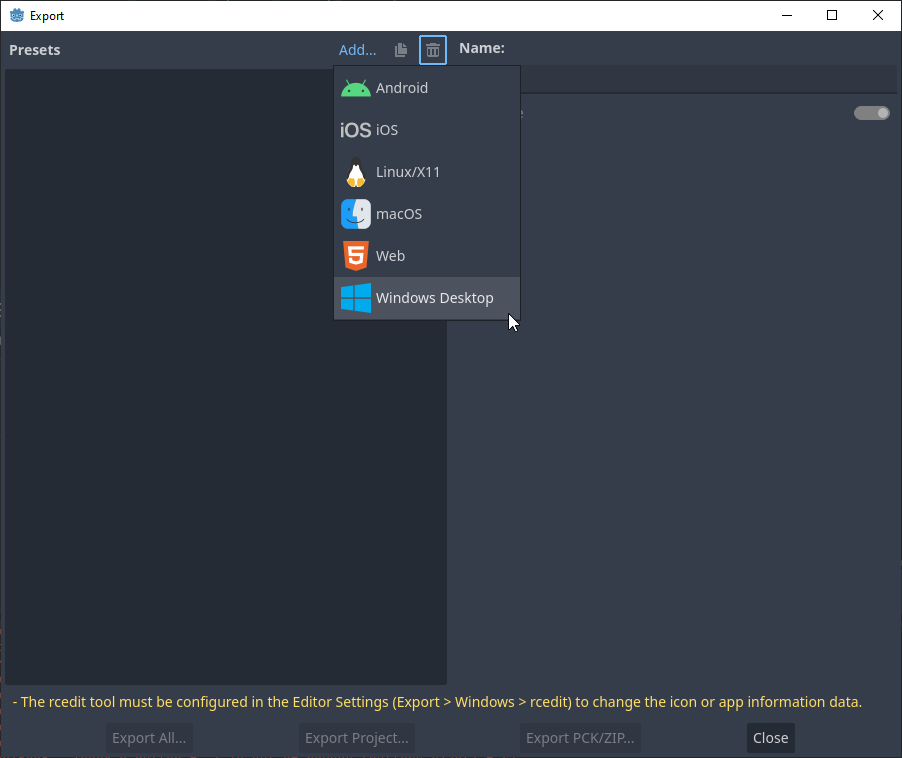 Export
Presets
Add...
Name:
Android
iOS iOS
Linux/X11
macOS
5 Web
Windows Desktop
- The rcedit tool must be configured in the Editor Settings (Export > Windows > rcedit) to change the icon or app information data.
Export All...
Export Project...
Export PCK/ZIP...
Close